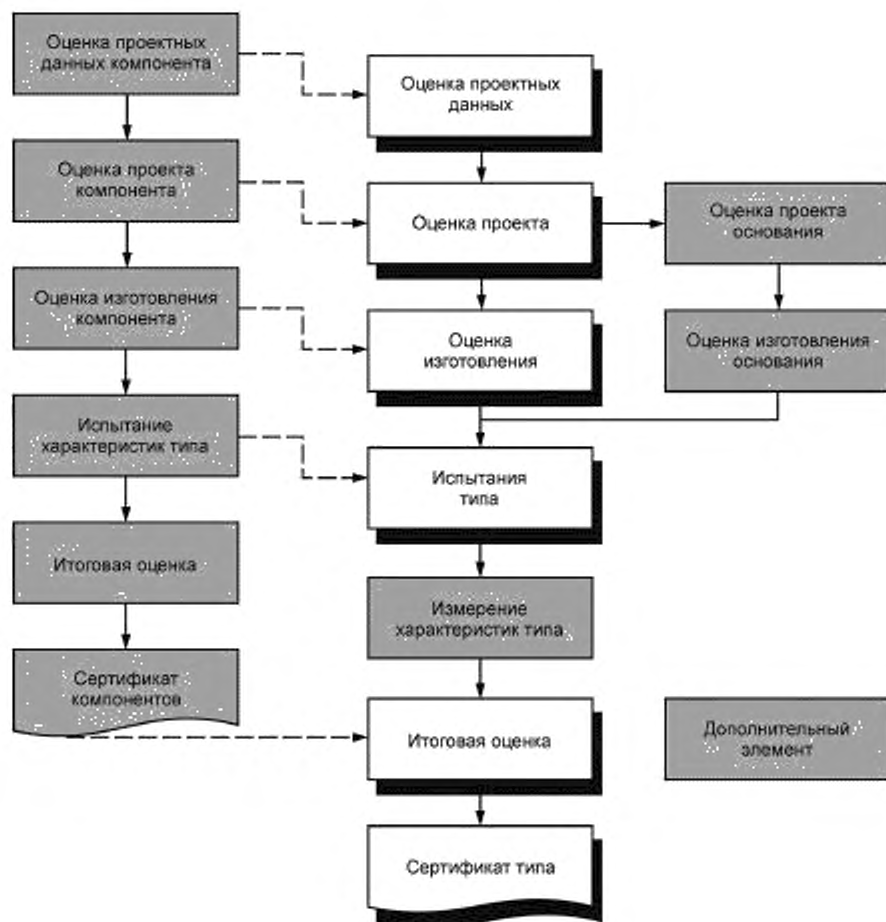 Оценка проектных
данных компонента
Оценка проектных
данных
Оценка проекта
компонента
Оценка проекта
Оценка проекта
основания
Оценка изготовления
компонента
Оценка
изготовления
Оценка изготовления
основания
Испытание
характеристик типа
Испытания
типа
Итоговая оценка
Измерение
характеристик типа
Сертификат
компонентов
Итоговая оценка
Дополнительный
элемент
Сертификат типа